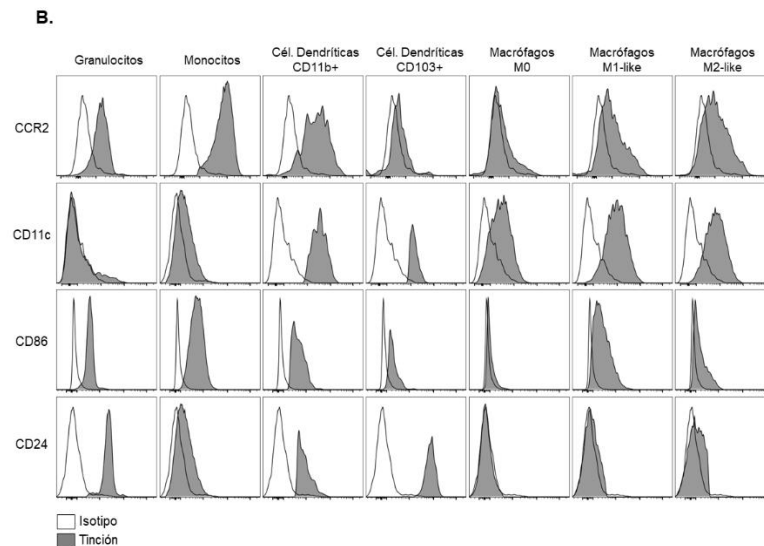 B.
Granulocitos
Monocitos
Cél. Dendríticas
CD11b+
Cél. Dendríticas
CD103+
Macrófagos
M0
Macrófagos
M1-like
Macrófagos
M2-like
CCR2
CD11c
CD86
CD24
Isotipo
Tinción